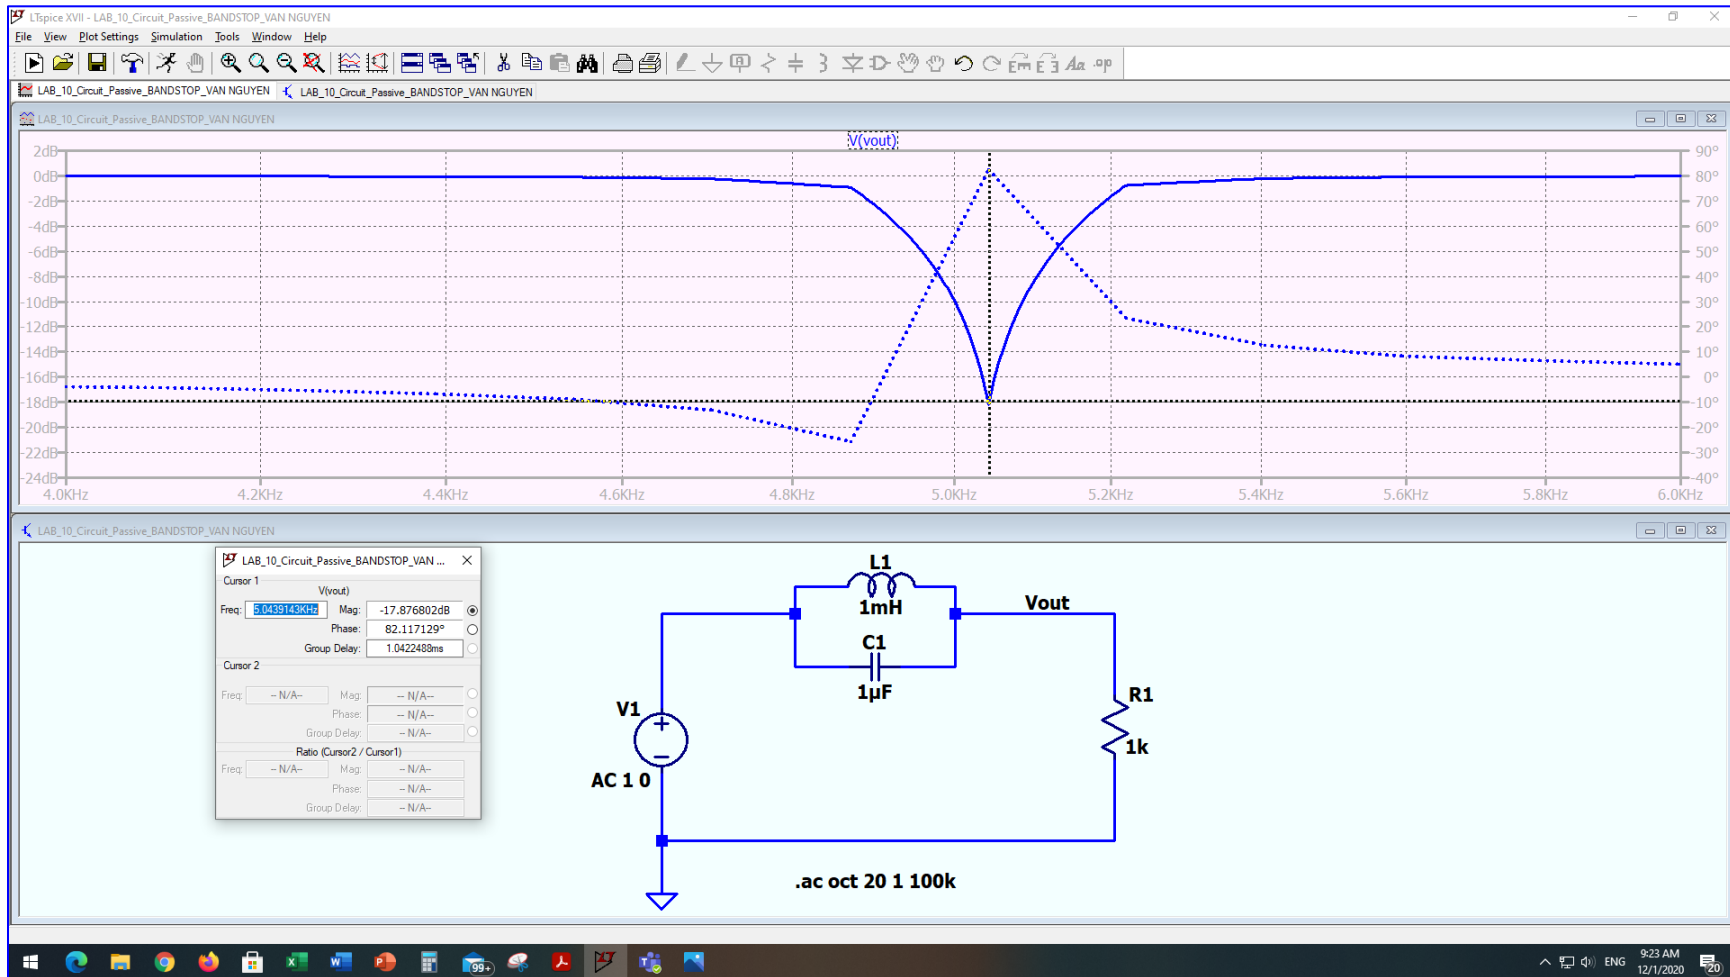 LTspice XVII - LAB_10_Circuit_Passive_BANDSTOP_VAN NGUYEN
File View Plot Settings Simulation Tools Window Help
LAB_10_Circuit_Passive_BANDSTOP_VAN NGUYEN LAB_10_Circuit_Passive_BANDSTOP_VAN NGUYEN
LAB_10_Circuit_Passive_BANDSTOP_VAN NGUYEN
V(vout)
2dB 90°
0dB 80°
-2dB 70°
-4dB 60°
-6dB 50°
-8dB 40°
-10dB 30°
-12dB 20°
-14dB 10°
-16dB 0°
-18dB -10°
-20dB -20°
-22dB -30°
-24dB -40°
4.0KHz 4.2KHz 4.4KHz 4.6KHz 4.8KHz 5.0KHz 5.2KHz 5.4KHz 5.6KHz 5.8KHz 6.0KHz
LAB_10_Circuit_Passive_BANDSTOP_VAN NGUYEN
LAB_10_Circuit_Passive_BANDSTOP_VAN ...
Cursor 1
V(vout)
Freq: 5.0439143KHz Mag: -17.876802dB
Phase: 82.117129°
Group Delay: 1.0422488ms
Cursor 2
Freq: -- N/A-- Mag: -- N/A--
Phase: -- N/A--
Group Delay: -- N/A--
Ratio (Cursor2 / Cursor1)
Freq: -- N/A-- Mag: -- N/A--
Phase: -- N/A--
Group Delay: -- N/A--
L1
1mH
C1
1µF
Vout
V1
AC 1 0
R1
1k
.ac oct 20 1 100k
99+
ENG
9:23 AM
12/1/2020
20